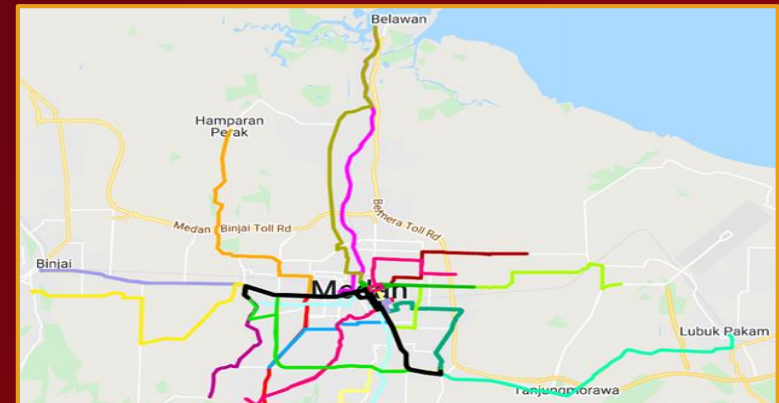 Belawan
Hamparan
Perak
Medan - Binjai Toll Rd
Belmera Toll Rd
Binjai
Medan
Lubuk Pakam
Tanjungmorawa